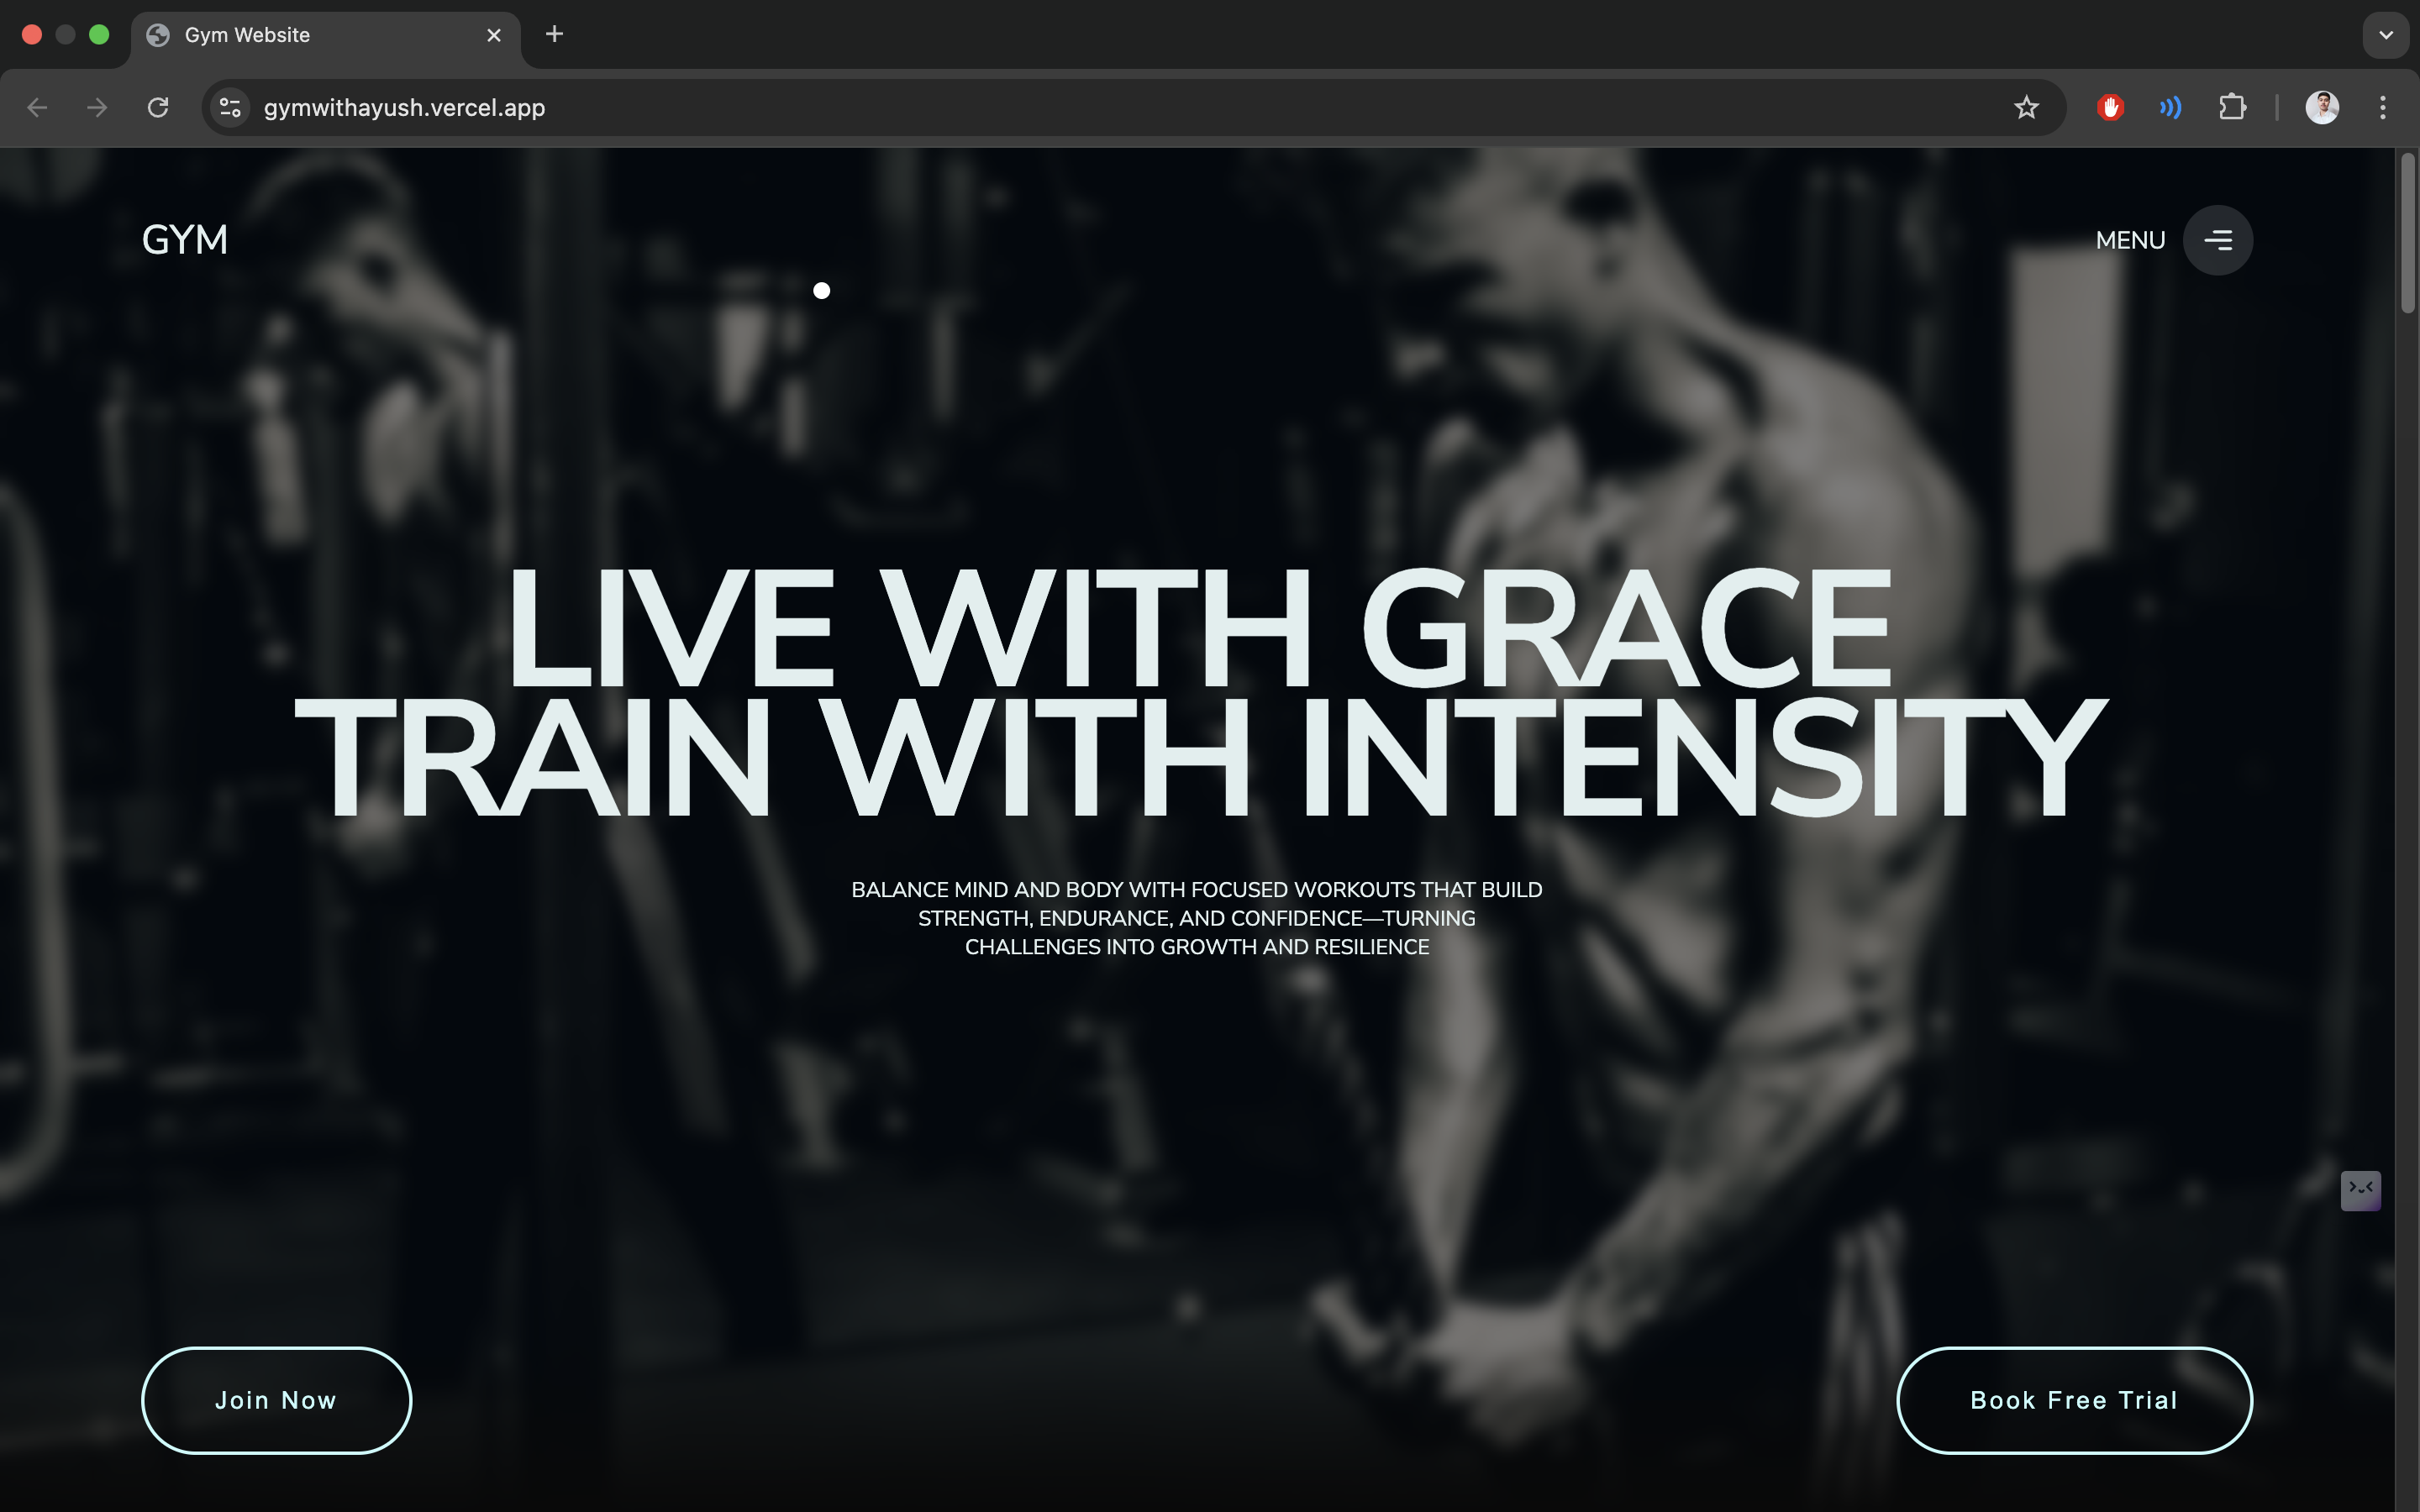 Gym Website
gymwithayush.vercel.app
GYM
MENU
LIVE WITH GRACE
TRAIN WITH INTENSITY
BALANCE MIND AND BODY WITH FOCUSED WORKOUTS THAT BUILD
STRENGTH, ENDURANCE, AND CONFIDENCE—TURNING
CHALLENGES INTO GROWTH AND RESILIENCE
Join Now
Book Free Trial